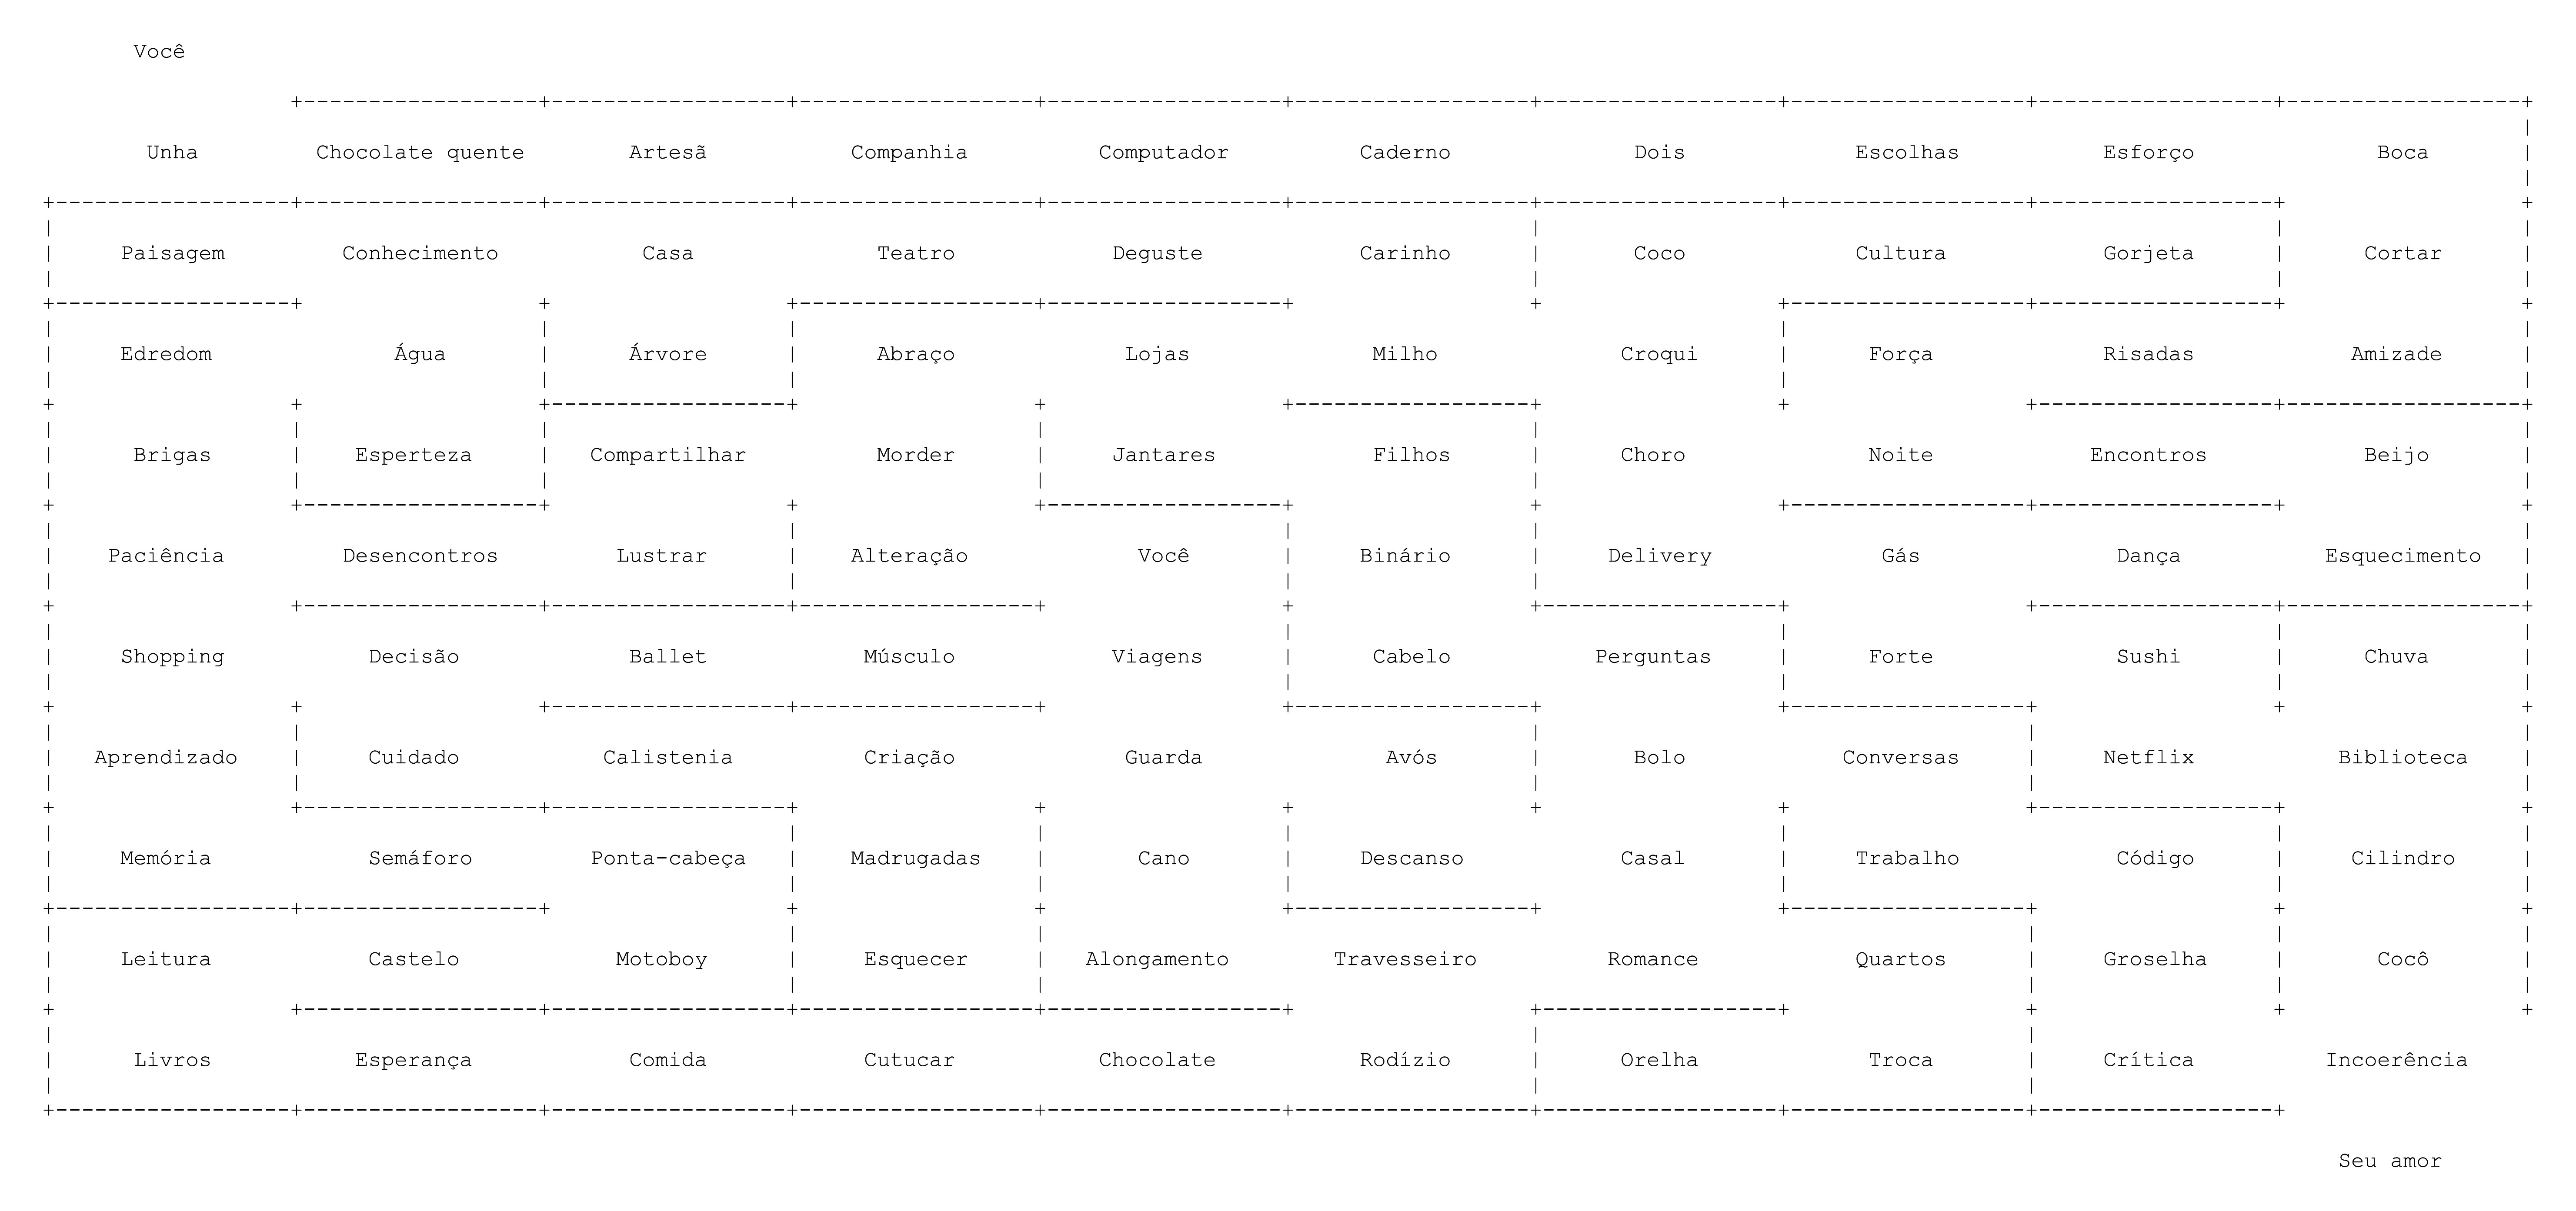 Você
Unha Chocolate quente Artesã Companhia Computador Caderno Dois Escolhas Esforço Boca
Paisagem Conhecimento Casa Teatro Deguste Carinho Coco Cultura Gorjeta Cortar
Edredom Água Árvore Abraço Lojas Milho Croqui Força Risadas Amizade
Brigas Esperteza Compartilhar Morder Jantares Filhos Choro Noite Encontros Beijo
Paciência Desencontros Lustrar Alteração Você Binário Delivery Gás Dança Esquecimento
Shopping Decisão Ballet Músculo Viagens Cabelo Perguntas Forte Sushi Chuva
Aprendizado Cuidado Calistenia Criação Guarda Avós Bolo Conversas Netflix Biblioteca
Memória Semáforo Ponta-cabeça Madrugadas Cano Descanso Casal Trabalho Código Cilindro
Leitura Castelo Motoboy Esquecer Alongamento Travesseiro Romance Quartos Groselha Cocô
Livros Esperança Comida Cutucar Chocolate Rodízio Orelha Troca Crítica Incoerência
Seu amor